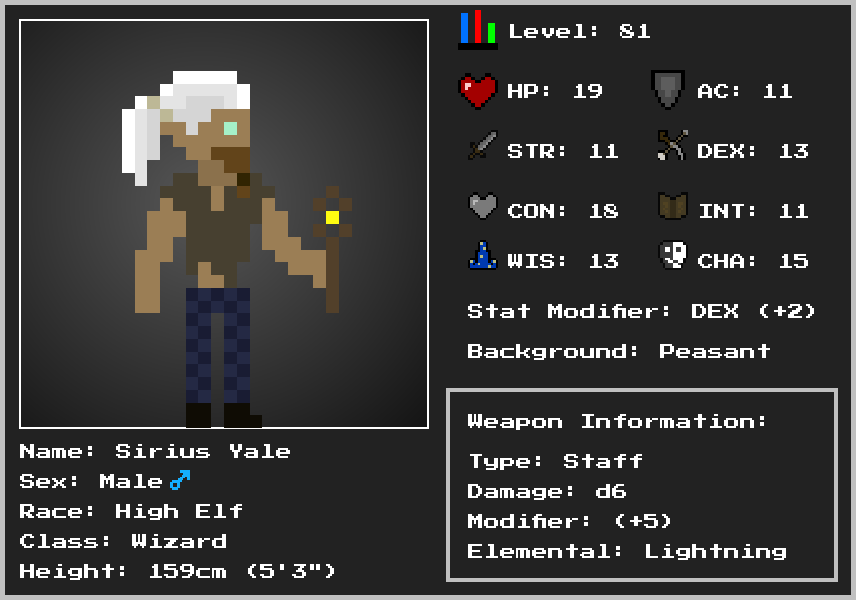 Level: 81
HP: 19
AC: 11
STR: 11
DEX: 13
CON: 18
INT: 11
WIS: 13
CHA: 15
Stat Modifier: DEX (+2)
Background: Peasant
Weapon Information:
Type: Staff
Damage: d6
Modifier: (+5)
Elemental: Lightning
Name: Sirius Yale
Sex: Male♂
Race: High Elf
Class: Wizard
Height: 159cm (5'3")